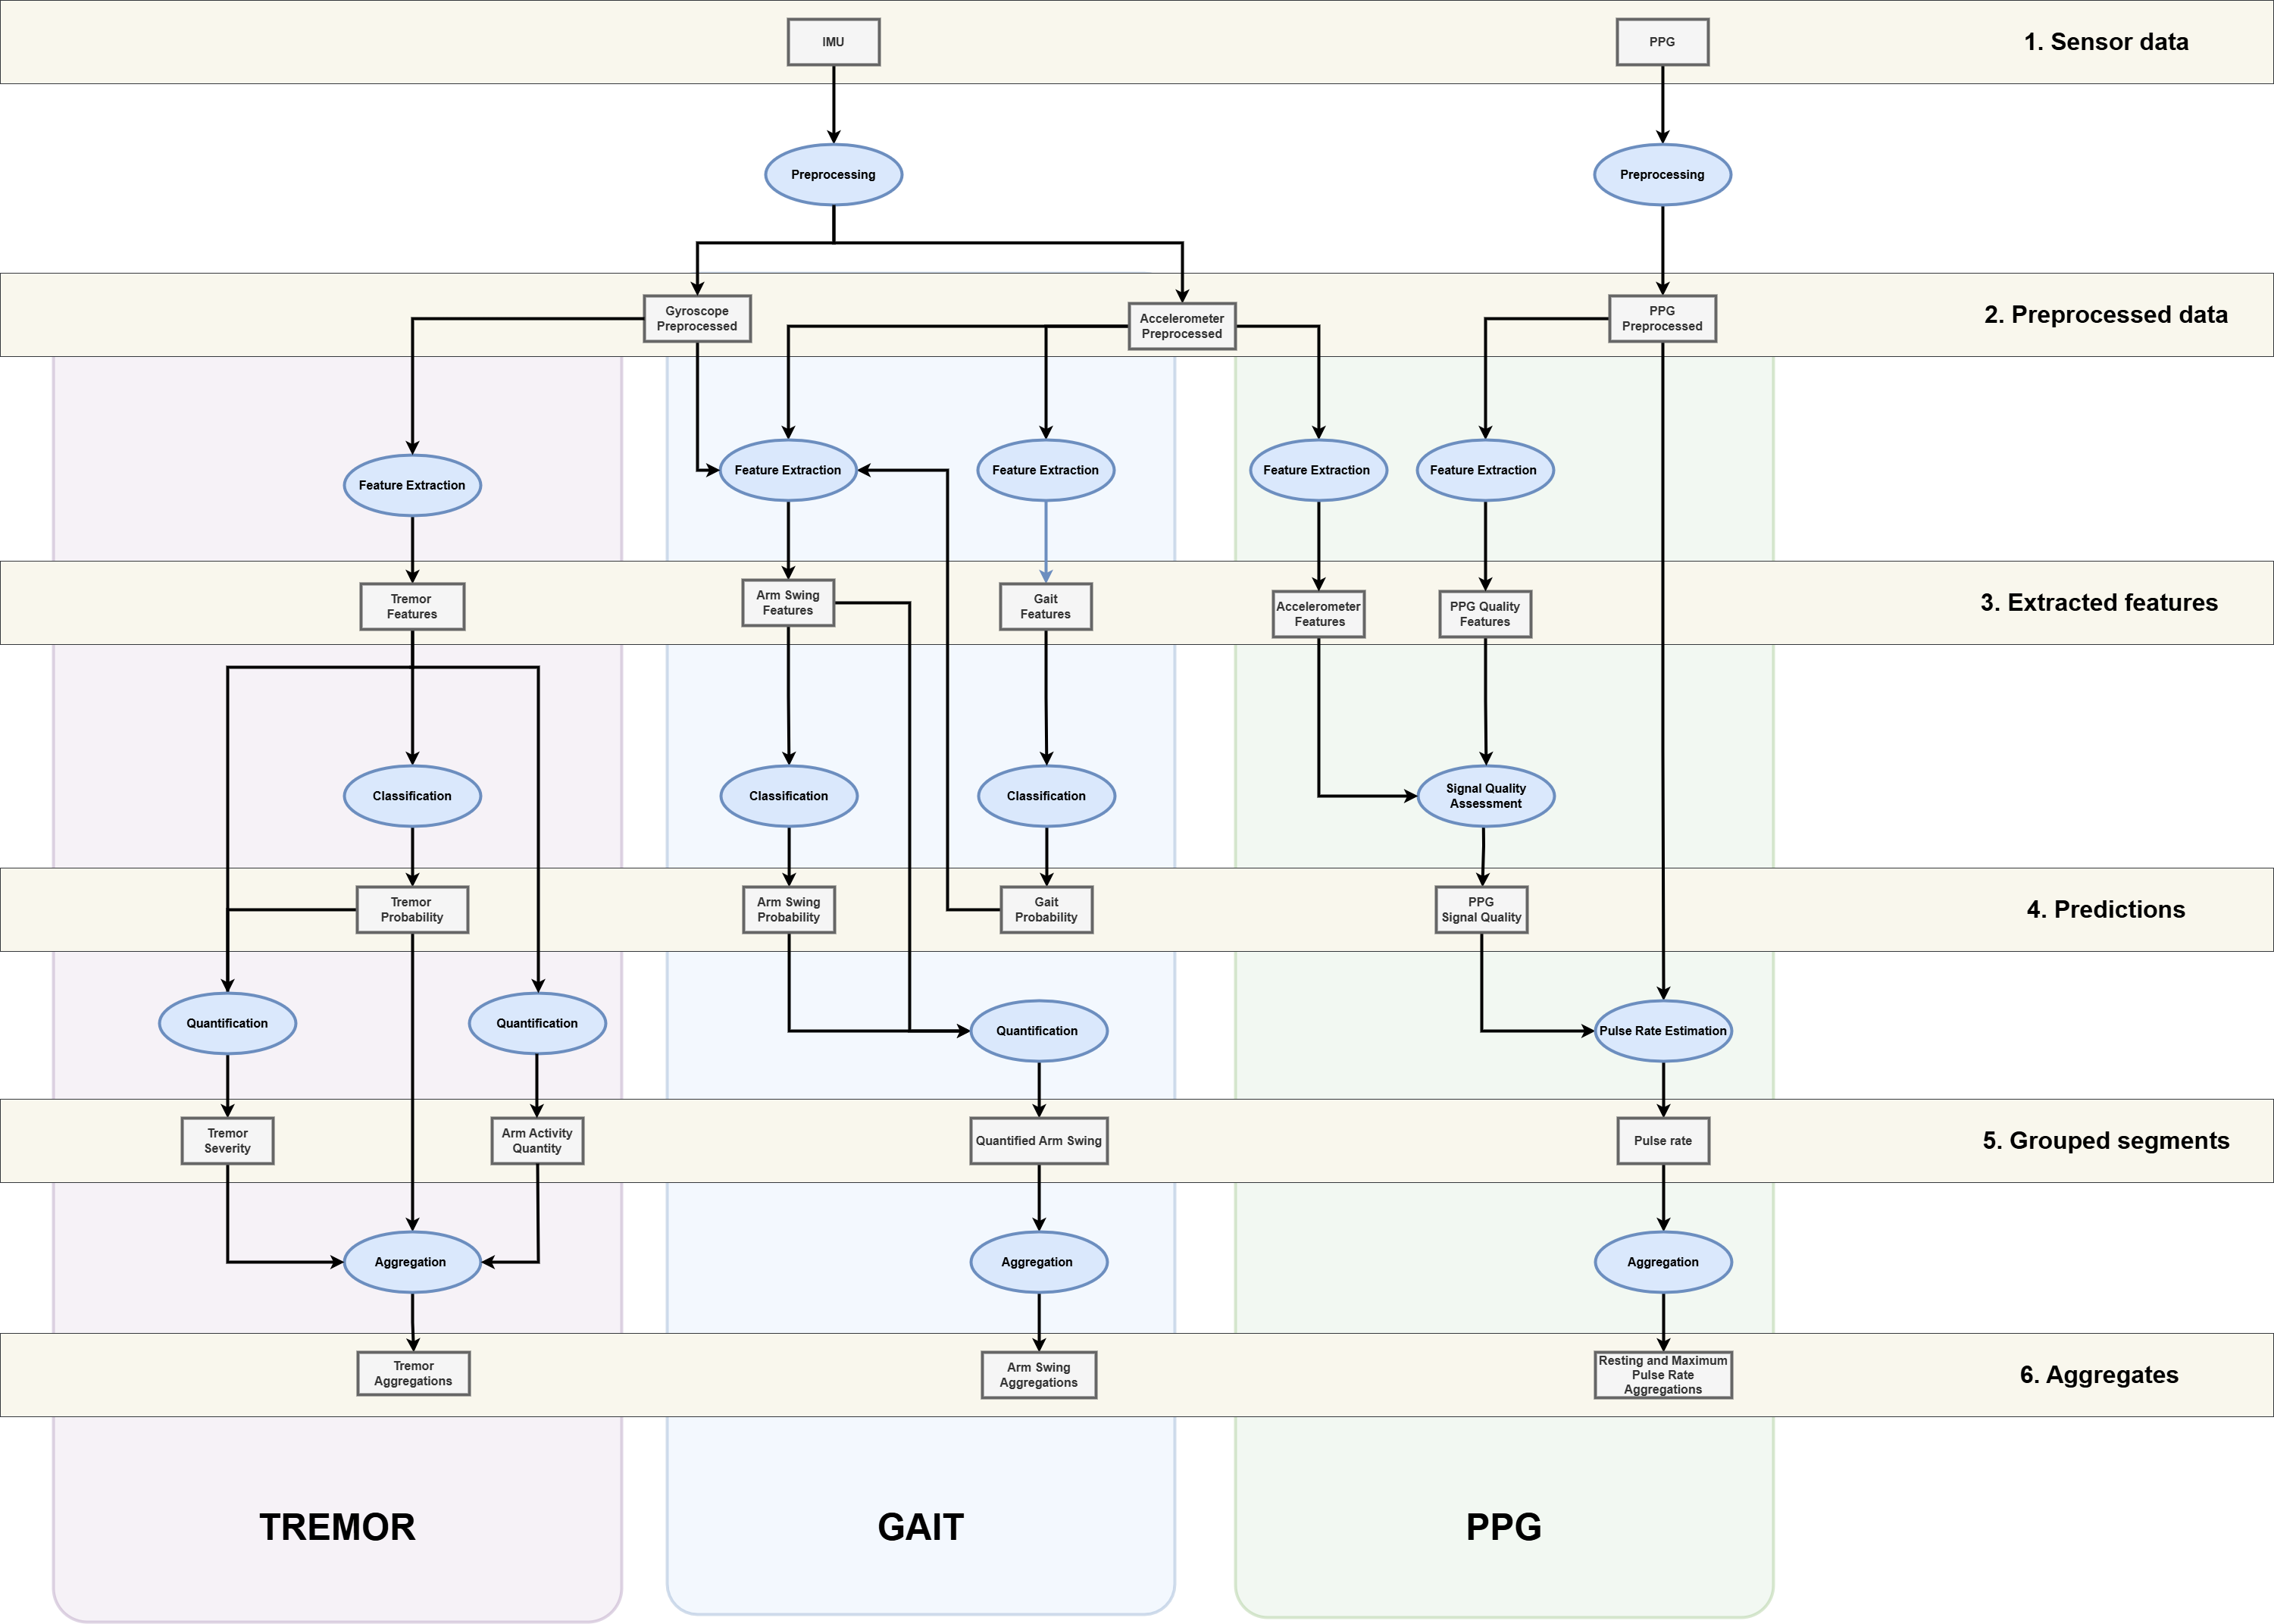 IMU
PPG
1. Sensor data
Preprocessing
Preprocessing
Gyroscope
Preprocessed
Accelerometer
Preprocessed
PPG
Preprocessed
2. Preprocessed data
Feature Extraction
Feature Extraction
Feature Extraction
Feature Extraction
Feature Extraction
Tremor
Features
Arm Swing
Features
Gait
Features
Accelerometer
Features
PPG Quality
Features
3. Extracted features
Classification
Classification
Classification
Signal Quality
Assessment
Tremor
Probability
Arm Swing
Probability
Gait
Probability
PPG
Signal Quality
4. Predictions
Quantification
Quantification
Quantification
Pulse Rate Estimation
Tremor
Severity
Arm Activity
Quantity
Quantified Arm Swing
Pulse rate
5. Grouped segments
Aggregation
Aggregation
Aggregation
Tremor
Aggregations
Arm Swing
Aggregations
Resting and Maximum
Pulse Rate
Aggregations
6. Aggregates
TREMOR
GAIT
PPG